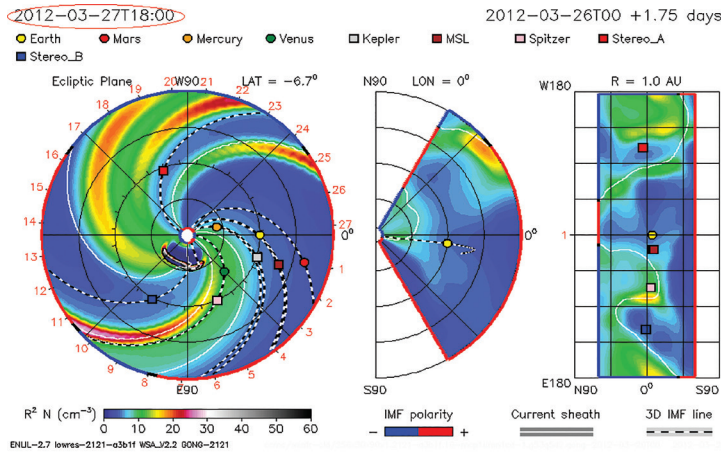 2012-03-27T18:00
2012-03-26T00 +1.75 days
Earth Mars Mercury Venus Kepler MSL Spitzer Stereo_A
Stereo_B
Ecliptic Plane W90 LAT = -6.7° N90 LON = 0° W180 R = 1.0 AU
17 18 19 20 21 22 23 24 25 26 27
16 15 14 13 12 11 10 9 8 7 6 5 4 3 2 1
0° 0° 1
E90 S90 E180 N90 0° S90
R² N (cm⁻³) 0 10 20 30 40 50 60
IMF polarity
- +
Current sheath
3D IMF line
ENLIL-2.7 lowres-2121-a3b1f WSA_V2.2 GONG-2121